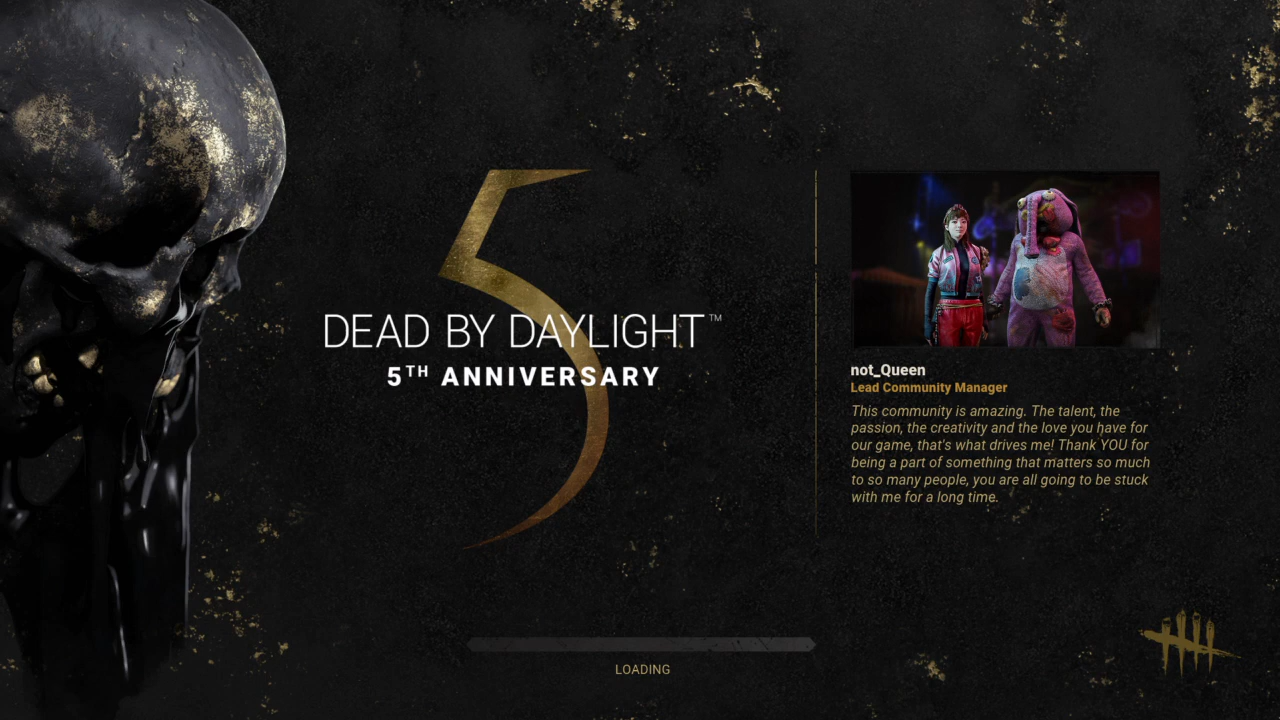 5
DEAD BY DAYLIGHT™
5TH ANNIVERSARY
not_Queen
Lead Community Manager
This community is amazing. The talent, the
passion, the creativity and the love you have for
our game, that's what drives me! Thank YOU for
being a part of something that matters so much
to so many people, you are all going to be stuck
with me for a long time.
LOADING